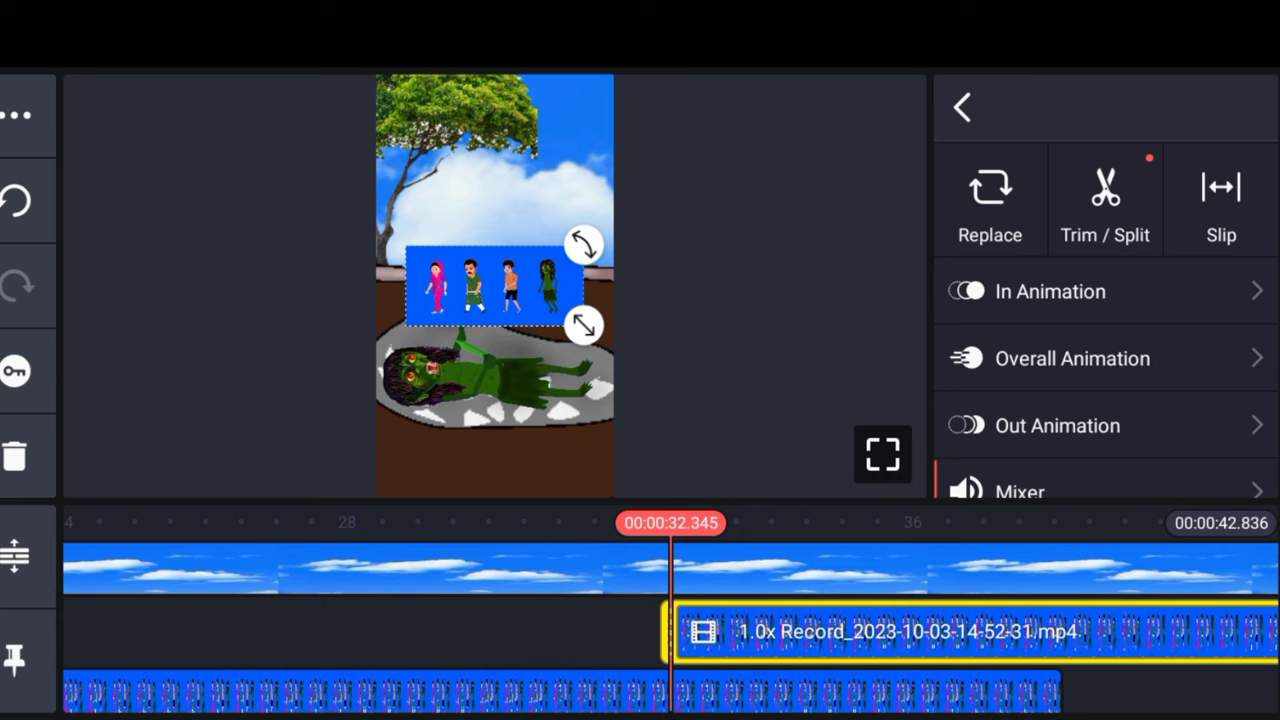 Replace
Trim / Split
Slip
In Animation
Overall Animation
Out Animation
Mixer
4
28
00:00:32.345
36
00:00:42.836
1.0x Record_2023-10-03-14-52-31.mp4